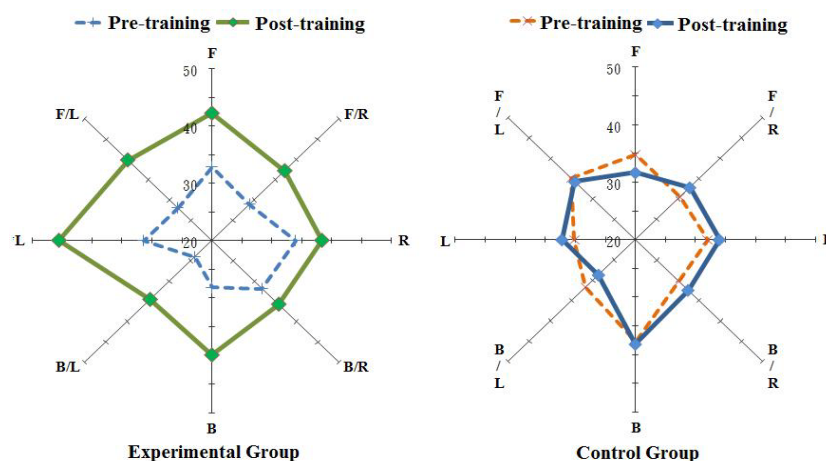 Pre-training Post-training
F
50
F/L
F/R
40
30
L
20
R
B/L
B/R
B
Experimental Group
Pre-training Post-training
F
50
F
/
L
F
/
R
40
30
L
20
B
/
L
B
/
R
B
Control Group